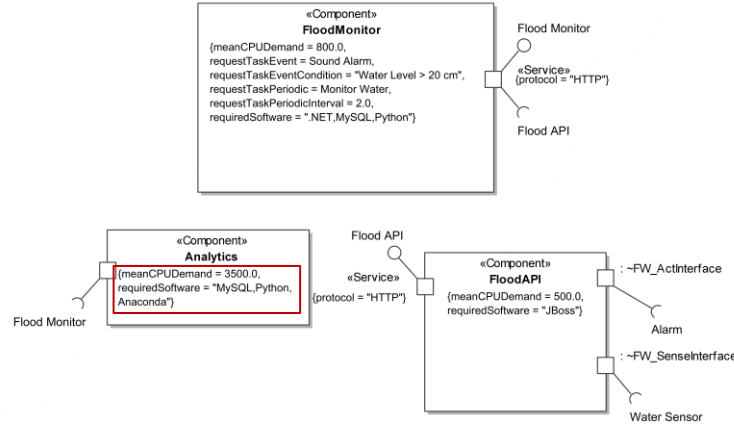 «Component»
FloodMonitor
{meanCPUDemand = 800.0,
requestTaskEvent = Sound Alarm,
requestTaskEventCondition = "Water Level > 20 cm",
requestTaskPeriodic = Monitor Water,
requestTaskPeriodicInterval = 2.0,
requiredSoftware = ".NET,MySQL,Python"}
Flood Monitor
«Service»
{protocol = "HTTP"}
Flood API
«Component»
Analytics
{meanCPUDemand = 3500.0,
requiredSoftware = "MySQL,Python,
Anaconda"}
Flood Monitor
Flood API
«Service»
{protocol = "HTTP"}
«Component»
FloodAPI
{meanCPUDemand = 500.0,
requiredSoftware = "JBoss"}
: ~FW_ActInterface
Alarm
: ~FW_SenseInterface
Water Sensor